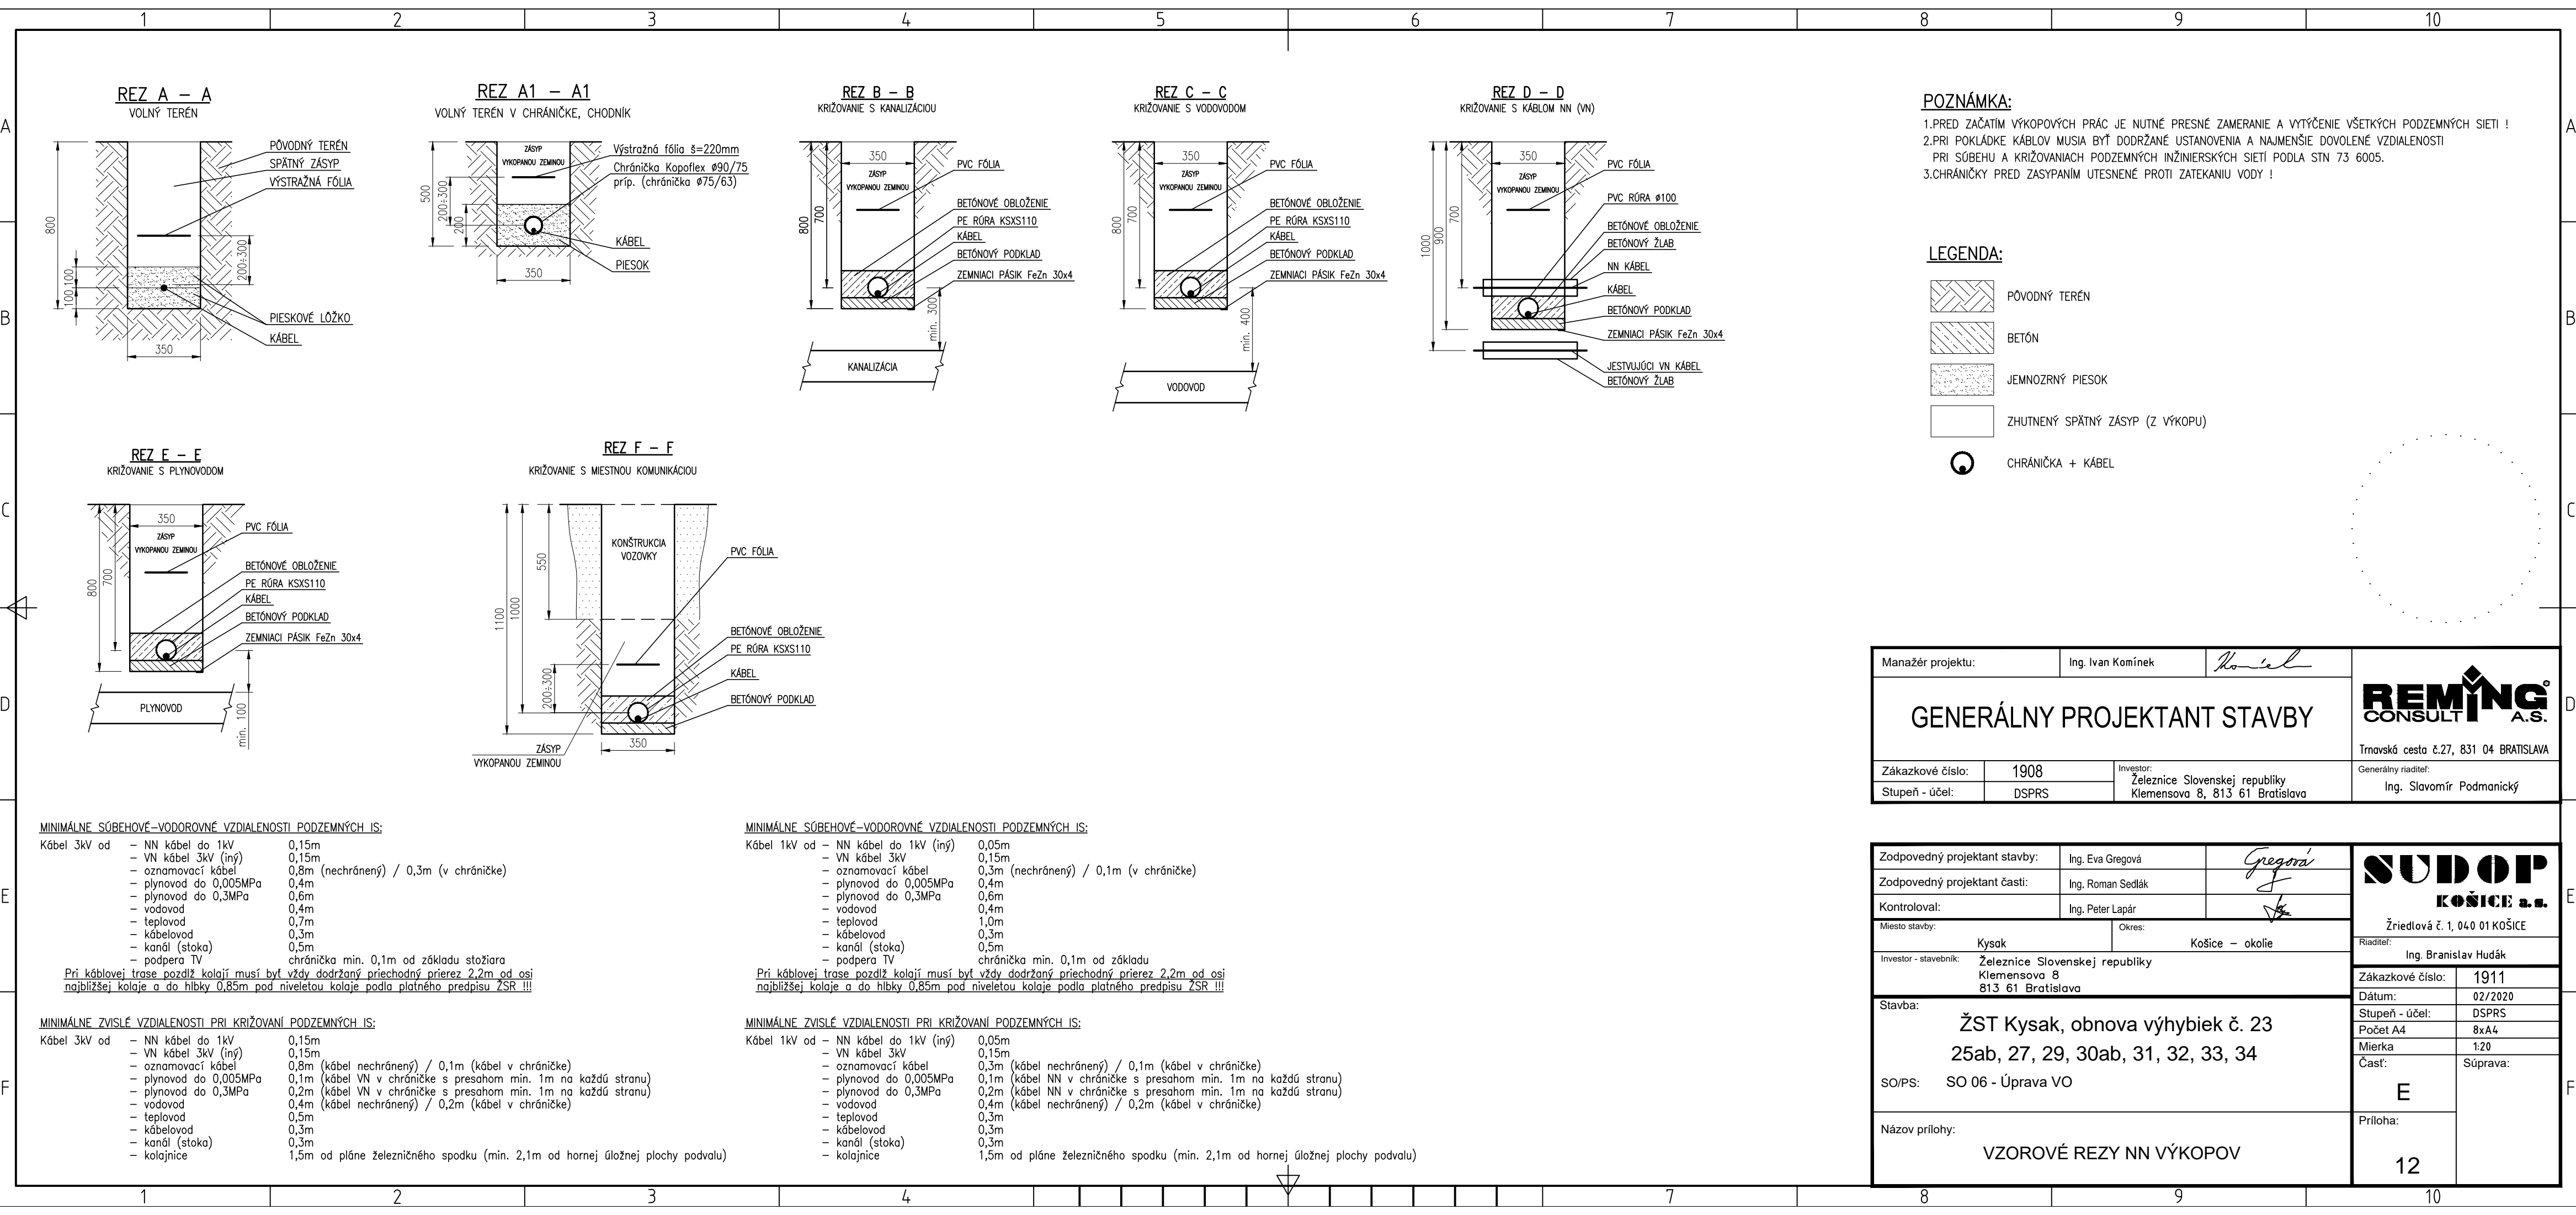 1 2 3 4 5 6 7 8 9 10
A
B
C
D
E
F
REZ A – A
VOLNÝ TERÉN
PÔVODNÝ TERÉN
SPÄTNÝ ZÁSYP
VÝSTRAŽNÁ FÓLIA
800
100 100
200÷300
PIESKOVÉ LÔŽKO
KÁBEL
350
REZ A1 – A1
VOLNÝ TERÉN V CHRÁNIČKE, CHODNÍK
ZÁSYP
VYKOPANOU ZEMINOU
Výstražná fólia š=220mm
Chránička Kopoflex Ø90/75
príp. (chránička Ø75/63)
500
200÷300
200
KÁBEL
PIESOK
350
REZ B – B
KRIŽOVANIE S KANALIZÁCIOU
350
ZÁSYP
VYKOPANOU ZEMINOU
PVC FÓLIA
800
700
BETÓNOVÉ OBLOŽENIE
PE RÚRA KSXS110
KÁBEL
BETÓNOVÝ PODKLAD
ZEMNIACI PÁSIK FeZn 30x4
min. 300
KANALIZÁCIA
REZ C – C
KRIŽOVANIE S VODOVODOM
350
ZÁSYP
VYKOPANOU ZEMINOU
PVC FÓLIA
800
700
BETÓNOVÉ OBLOŽENIE
PE RÚRA KSXS110
KÁBEL
BETÓNOVÝ PODKLAD
ZEMNIACI PÁSIK FeZn 30x4
min. 400
VODOVOD
REZ D – D
KRIŽOVANIE S KÁBLOM NN (VN)
350
ZÁSYP
VYKOPANOU ZEMINOU
PVC FÓLIA
1000
900
700
PVC RÚRA Ø100
BETÓNOVÉ OBLOŽENIE
BETÓNOVÝ ŽLAB
NN KÁBEL
KÁBEL
BETÓNOVÝ PODKLAD
ZEMNIACI PÁSIK FeZn 30x4
JESTVUJÚCI VN KÁBEL
BETÓNOVÝ ŽLAB
POZNÁMKA:
1.PRED ZAČATÍM VÝKOPOVÝCH PRÁC JE NUTNÉ PRESNÉ ZAMERANIE A VYTÝČENIE VŠETKÝCH PODZEMNÝCH SIETI !
2.PRI POKLÁDKE KÁBLOV MUSIA BYŤ DODRŽANÉ USTANOVENIA A NAJMENŠIE DOVOLENÉ VZDIALENOSTI
PRI SÚBEHU A KRIŽOVANIACH PODZEMNÝCH INŽINIERSKÝCH SIETÍ PODLA STN 73 6005.
3.CHRÁNIČKY PRED ZASYPANÍM UTESNENÉ PROTI ZATEKANIU VODY !
LEGENDA:
PÔVODNÝ TERÉN
BETÓN
JEMNOZRNÝ PIESOK
ZHUTNENÝ SPÄTNÝ ZÁSYP (Z VÝKOPU)
CHRÁNIČKA + KÁBEL
REZ E – E
KRIŽOVANIE S PLYNOVODOM
350
ZÁSYP
VYKOPANOU ZEMINOU
PVC FÓLIA
800
700
BETÓNOVÉ OBLOŽENIE
PE RÚRA KSXS110
KÁBEL
BETÓNOVÝ PODKLAD
ZEMNIACI PÁSIK FeZn 30x4
PLYNOVOD
min. 100
REZ F – F
KRIŽOVANIE S MIESTNOU KOMUNIKÁCIOU
KONŠTRUKCIA
VOZOVKY
PVC FÓLIA
550
1100
1000
200÷300
BETÓNOVÉ OBLOŽENIE
PE RÚRA KSXS110
KÁBEL
BETÓNOVÝ PODKLAD
350
ZÁSYP
VYKOPANOU ZEMINOU
MINIMÁLNE SÚBEHOVÉ–VODOROVNÉ VZDIALENOSTI PODZEMNÝCH IS:
Kábel 3kV od – NN kábel do 1kV 0,15m
– VN kábel 3kV (iný) 0,15m
– oznamovací kábel 0,8m (nechránený) / 0,3m (v chráničke)
– plynovod do 0,005MPa 0,4m
– plynovod do 0,3MPa 0,6m
– vodovod 0,4m
– teplovod 0,7m
– kábelovod 0,3m
– kanál (stoka) 0,5m
– podpera TV chránička min. 0,1m od základu stožiara
Pri káblovej trase pozdlž kolají musí byť vždy dodržaný priechodný prierez 2,2m od osi
najbližšej kolaje a do hlbky 0,85m pod niveletou kolaje podla platného predpisu ŽSR !!!
MINIMÁLNE ZVISLÉ VZDIALENOSTI PRI KRIŽOVANÍ PODZEMNÝCH IS:
Kábel 3kV od – NN kábel do 1kV 0,15m
– VN kábel 3kV (iný) 0,15m
– oznamovací kábel 0,8m (kábel nechránený) / 0,1m (kábel v chráničke)
– plynovod do 0,005MPa 0,1m (kábel VN v chráničke s presahom min. 1m na každú stranu)
– plynovod do 0,3MPa 0,2m (kábel VN v chráničke s presahom min. 1m na každú stranu)
– vodovod 0,4m (kábel nechránený) / 0,2m (kábel v chráničke)
– teplovod 0,5m
– kábelovod 0,3m
– kanál (stoka) 0,3m
– kolajnice 1,5m od pláne železničného spodku (min. 2,1m od hornej úložnej plochy podvalu)
MINIMÁLNE SÚBEHOVÉ–VODOROVNÉ VZDIALENOSTI PODZEMNÝCH IS:
Kábel 1kV od – NN kábel do 1kV (iný) 0,05m
– VN kábel 3kV 0,15m
– oznamovací kábel 0,3m (nechránený) / 0,1m (v chráničke)
– plynovod do 0,005MPa 0,4m
– plynovod do 0,3MPa 0,6m
– vodovod 0,4m
– teplovod 1,0m
– kábelovod 0,3m
– kanál (stoka) 0,5m
– podpera TV chránička min. 0,1m od základu
Pri káblovej trase pozdlž kolají musí byť vždy dodržaný priechodný prierez 2,2m od osi
najbližšej kolaje a do hlbky 0,85m pod niveletou kolaje podla platného predpisu ŽSR !!!
MINIMÁLNE ZVISLÉ VZDIALENOSTI PRI KRIŽOVANÍ PODZEMNÝCH IS:
Kábel 1kV od – NN kábel do 1kV (iný) 0,05m
– VN kábel 3kV 0,15m
– oznamovací kábel 0,3m (kábel nechránený) / 0,1m (kábel v chráničke)
– plynovod do 0,005MPa 0,1m (kábel NN v chráničke s presahom min. 1m na každú stranu)
– plynovod do 0,3MPa 0,2m (kábel NN v chráničke s presahom min. 1m na každú stranu)
– vodovod 0,4m (kábel nechránený) / 0,2m (kábel v chráničke)
– teplovod 0,3m
– kábelovod 0,3m
– kanál (stoka) 0,3m
– kolajnice 1,5m od pláne železničného spodku (min. 2,1m od hornej úložnej plochy podvalu)
Manažér projektu: Ing. Ivan Komínek
GENERÁLNY PROJEKTANT STAVBY
REMING
CONSULT A.S.
Trnavská cesta č.27, 831 04 BRATISLAVA
Zákazkové číslo: 1908
Stupeň - účel: DSPRS
Investor:
Železnice Slovenskej republiky
Klemensova 8, 813 61 Bratislava
Generálny riaditeľ:
Ing. Slavomír Podmanický
Zodpovedný projektant stavby: Ing. Eva Gregová Gregová
Zodpovedný projektant časti: Ing. Roman Sedlák
Kontroloval: Ing. Peter Lapár
SUDOP
KOŠICE a.s.
Žriedlová č. 1, 040 01 KOŠICE
Riaditeľ:
Ing. Branislav Hudák
Miesto stavby:
Kysak
Okres:
Košice – okolie
Investor - stavebník: Železnice Slovenskej republiky
Klemensova 8
813 61 Bratislava
Zákazkové číslo: 1911
Dátum: 02/2020
Stupeň - účel: DSPRS
Počet A4 8xA4
Mierka 1:20
Časť:
E
Súprava:
Stavba:
ŽST Kysak, obnova výhybiek č. 23
25ab, 27, 29, 30ab, 31, 32, 33, 34
SO/PS: SO 06 - Úprava VO
Názov prílohy:
VZOROVÉ REZY NN VÝKOPOV
Príloha:
12
A
B
C
D
E
F
1 2 3 4 7 8 9 10